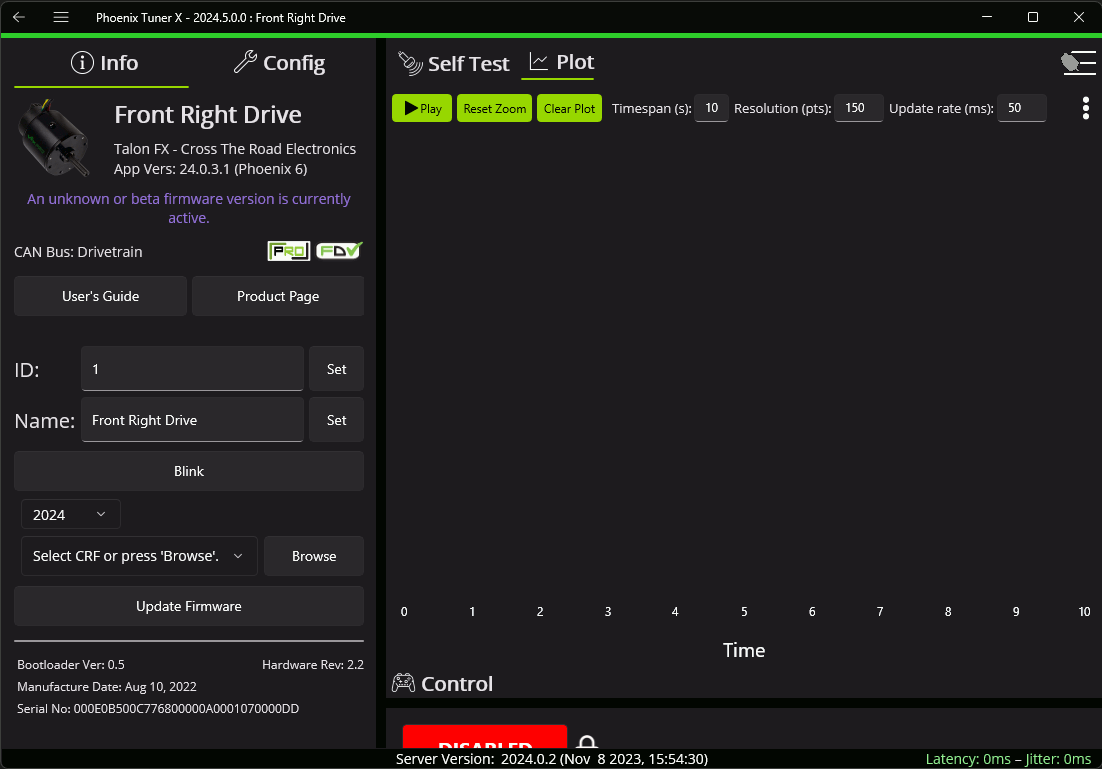 Phoenix Tuner X - 2024.5.0.0 : Front Right Drive
Info
Config
Front Right Drive
Talon FX - Cross The Road Electronics
App Vers: 24.0.3.1 (Phoenix 6)
An unknown or beta firmware version is currently
active.
CAN Bus: Drivetrain
PRO
FDV
User's Guide
Product Page
ID:
1
Set
Name:
Front Right Drive
Set
Blink
2024
Select CRF or press 'Browse'.
Browse
Update Firmware
Bootloader Ver: 0.5
Hardware Rev: 2.2
Manufacture Date: Aug 10, 2022
Serial No: 000E0B500C776800000A0001070000DD
Self Test
Plot
Play
Reset Zoom
Clear Plot
Timespan (s):
10
Resolution (pts):
150
Update rate (ms):
50
0 1 2 3 4 5 6 7 8 9 10
Time
Control
DISABLED
Server Version: 2024.0.2 (Nov 8 2023, 15:54:30)
Latency: 0ms – Jitter: 0ms